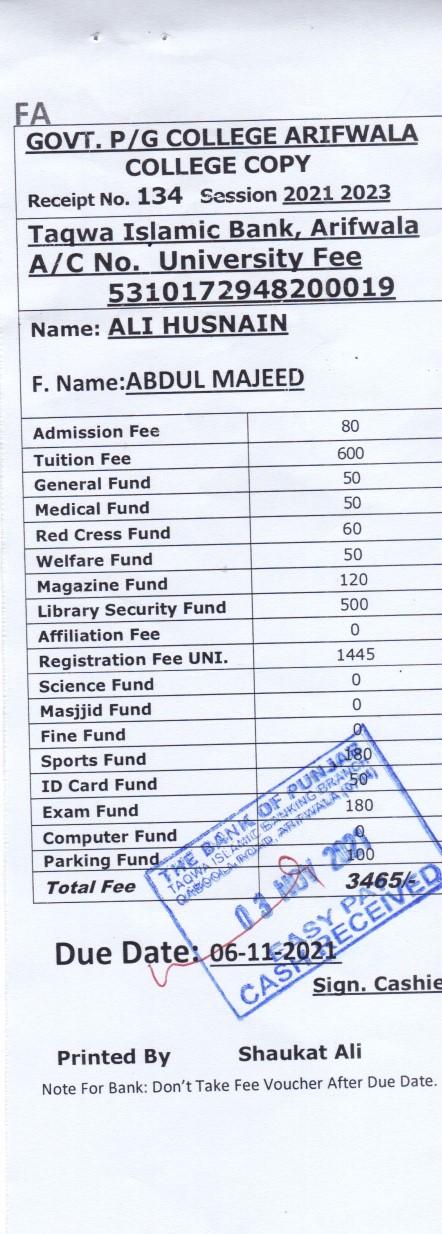 FA
GOVT. P/G COLLEGE ARIFWALA
COLLEGE COPY
Receipt No. 134 Session 2021 2023
Taqwa Islamic Bank, Arifwala
A/C No. University Fee
5310172948200019
Name: ALI HUSNAIN
F. Name:ABDUL MAJEED
Admission Fee 80
Tuition Fee 600
General Fund 50
Medical Fund 50
Red Cress Fund 60
Welfare Fund 50
Magazine Fund 120
Library Security Fund 500
Affiliation Fee 0
Registration Fee UNI. 1445
Science Fund 0
Masjjid Fund 0
Fine Fund 0
Sports Fund 180
ID Card Fund 50
Exam Fund 180
Computer Fund 0
Parking Fund 100
Total Fee 3465/-
THE BANK OF PUNJAB
TAQWA ISLAMIC BANKING BRANCH
ARIFWALA
03 NOV 2021
EASY PAY
CASH RECEIVED
Due Date: 06-11-2021
Sign. Cashie
Printed By Shaukat Ali
Note For Bank: Don't Take Fee Voucher After Due Date.